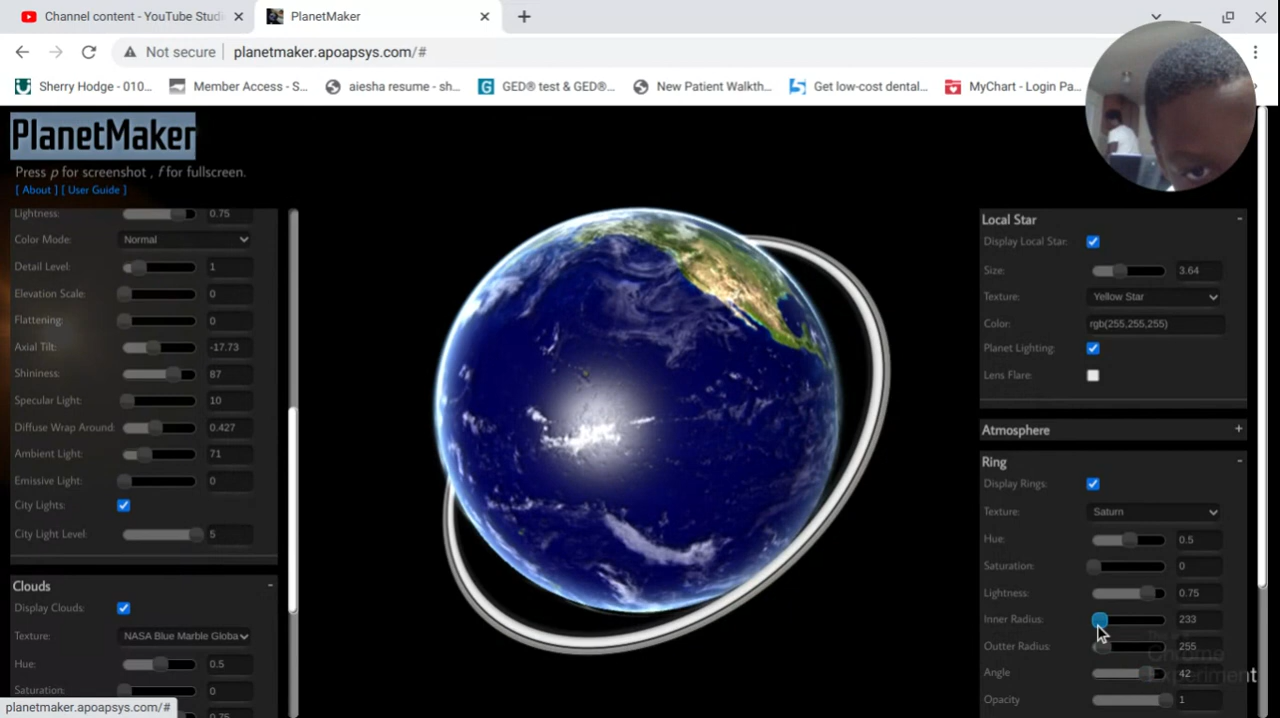 Channel content - YouTube Studi
PlanetMaker
Not secure
planetmaker.apoapsys.com/#
Sherry Hodge - 010...
Member Access - S...
aiesha resume - sh...
GED® test & GED®...
New Patient Walkth...
Get low-cost dental...
MyChart - Login Pa...
PlanetMaker
Press p for screenshot , f for fullscreen.
[ About ] [ User Guide ]
Lightness: 0.75
Color Mode: Normal
Detail Level: 1
Elevation Scale: 0
Flattening: 0
Axial Tilt: -17.73
Shininess: 87
Specular Light: 10
Diffuse Wrap Around: 0.427
Ambient Light: 71
Emissive Light: 0
City Lights:
City Light Level: 5
Clouds -
Display Clouds:
Texture: NASA Blue Marble Globa
Hue: 0.5
Saturation: 0
0.75
planetmaker.apoapsys.com/#
Local Star -
Display Local Star:
Size: 3.64
Texture: Yellow Star
Color: rgb(255,255,255)
Planet Lighting:
Lens Flare:
Atmosphere +
Ring -
Display Rings:
Texture: Saturn
Hue: 0.5
Saturation: 0
Lightness: 0.75
Inner Radius: 233
Outter Radius: 255
Angle 42
Opacity 1
This is a
Chrome
Experiment